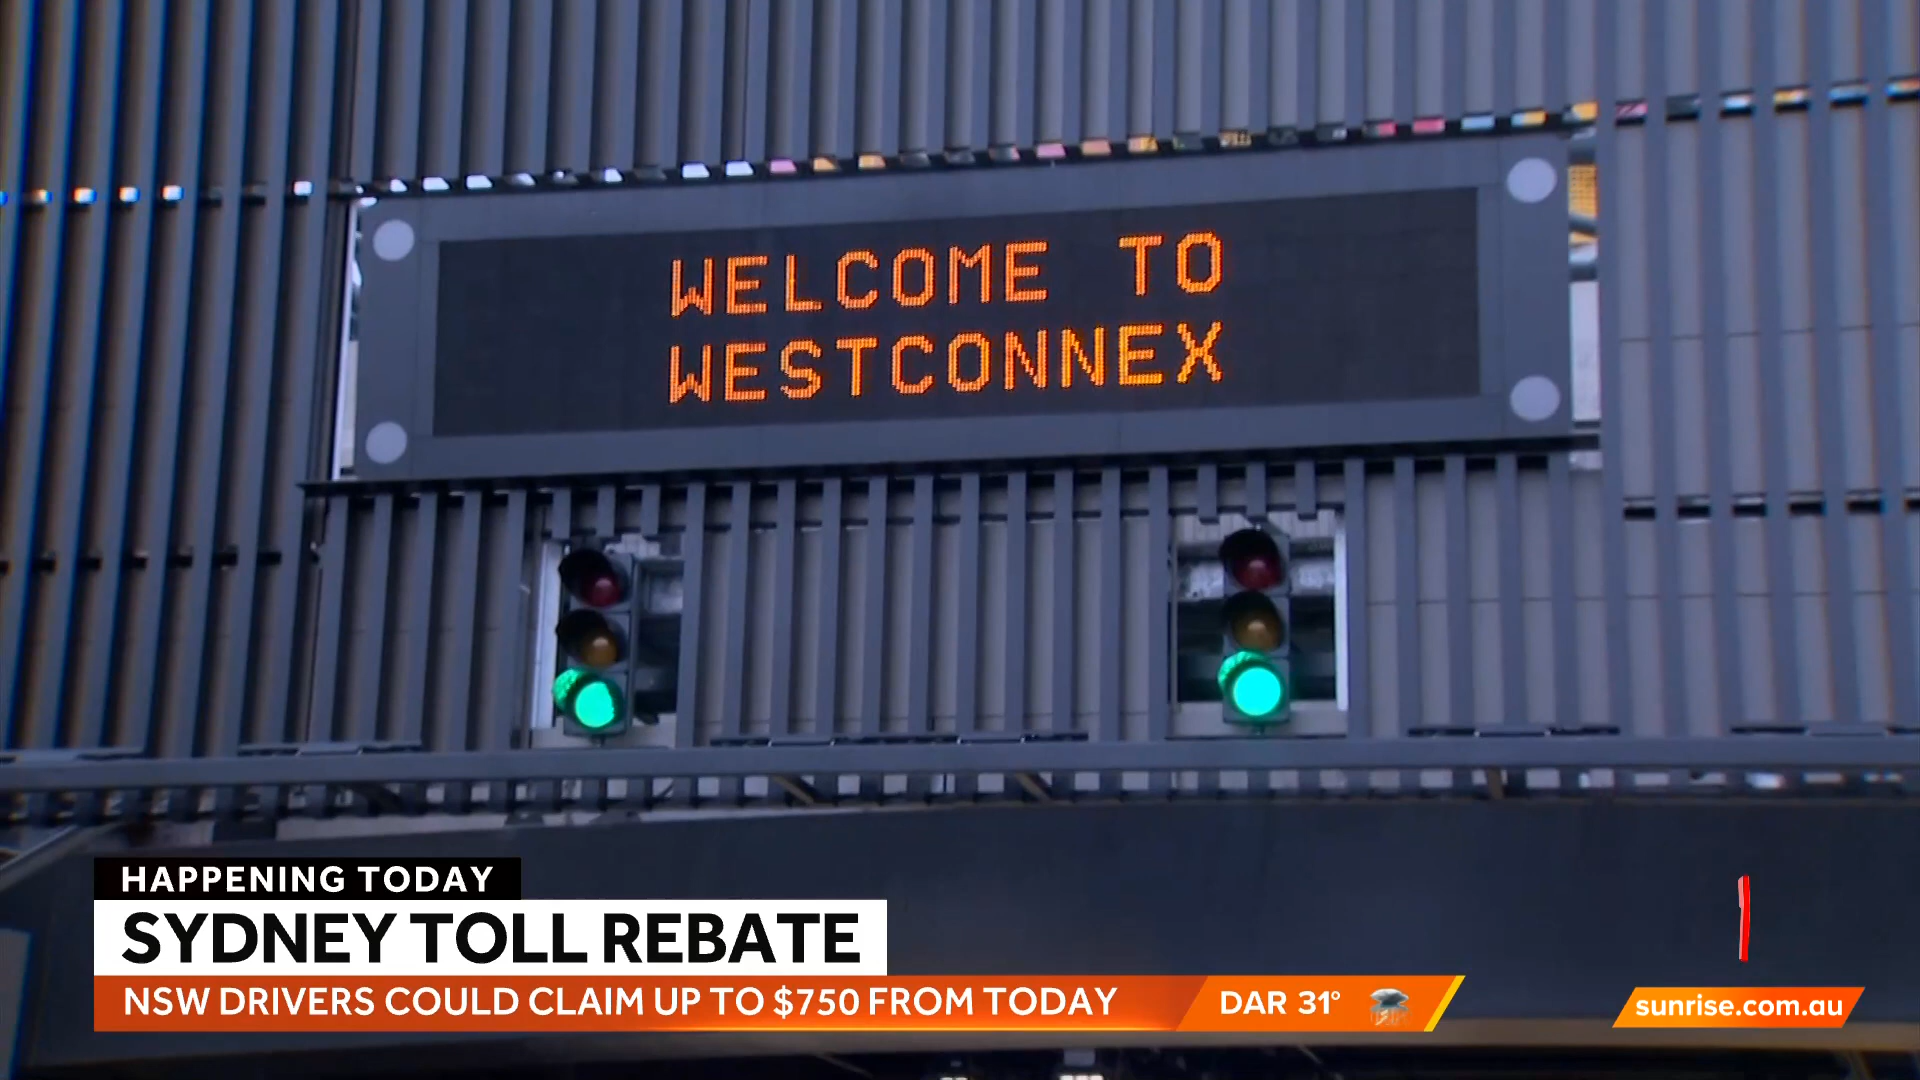 WELCOME TO
WESTCONNEX
HAPPENING TODAY
SYDNEY TOLL REBATE
NSW DRIVERS COULD CLAIM UP TO $750 FROM TODAY
DAR 31°
sunrise.com.au